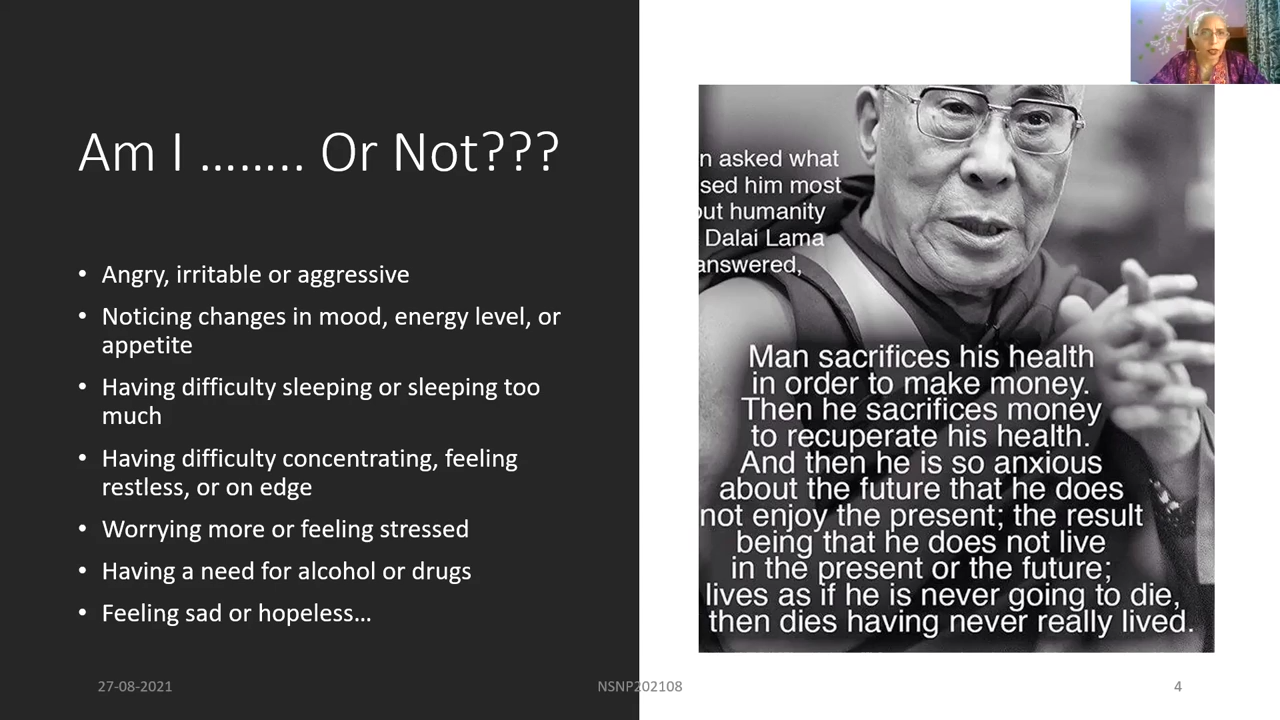 Am I …….. Or Not???
• Angry, irritable or aggressive
• Noticing changes in mood, energy level, or
appetite
• Having difficulty sleeping or sleeping too
much
• Having difficulty concentrating, feeling
restless, or on edge
• Worrying more or feeling stressed
• Having a need for alcohol or drugs
• Feeling sad or hopeless…
asked what
him most
humanity
Dalai Lama
answered,
Man sacrifices his health
in order to make money.
Then he sacrifices money
to recuperate his health.
And then he is so anxious
about the future that he does
not enjoy the present; the result
being that he does not live
in the present or the future;
lives as if he is never going to die,
then dies having never really lived.
27-08-2021
NSNP202108
4